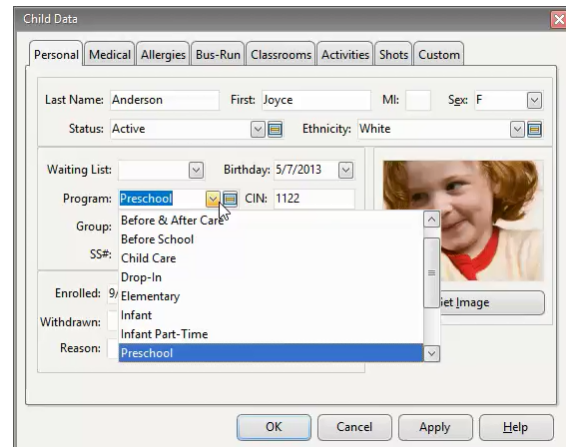 Child Data
Personal Medical Allergies Bus-Run Classrooms Activities Shots Custom
Last Name: Anderson First: Joyce MI: Sex: F
Status: Active Ethnicity: White
Waiting List: Birthday: 5/7/2013
Program: Preschool CIN: 1122
Group: Before & After Care
Before School
SS#: Child Care
Drop-In
Enrolled: 9/ Elementary Get Image
Withdrawn: Infant
Infant Part-Time
Reason: Preschool
OK Cancel Apply Help